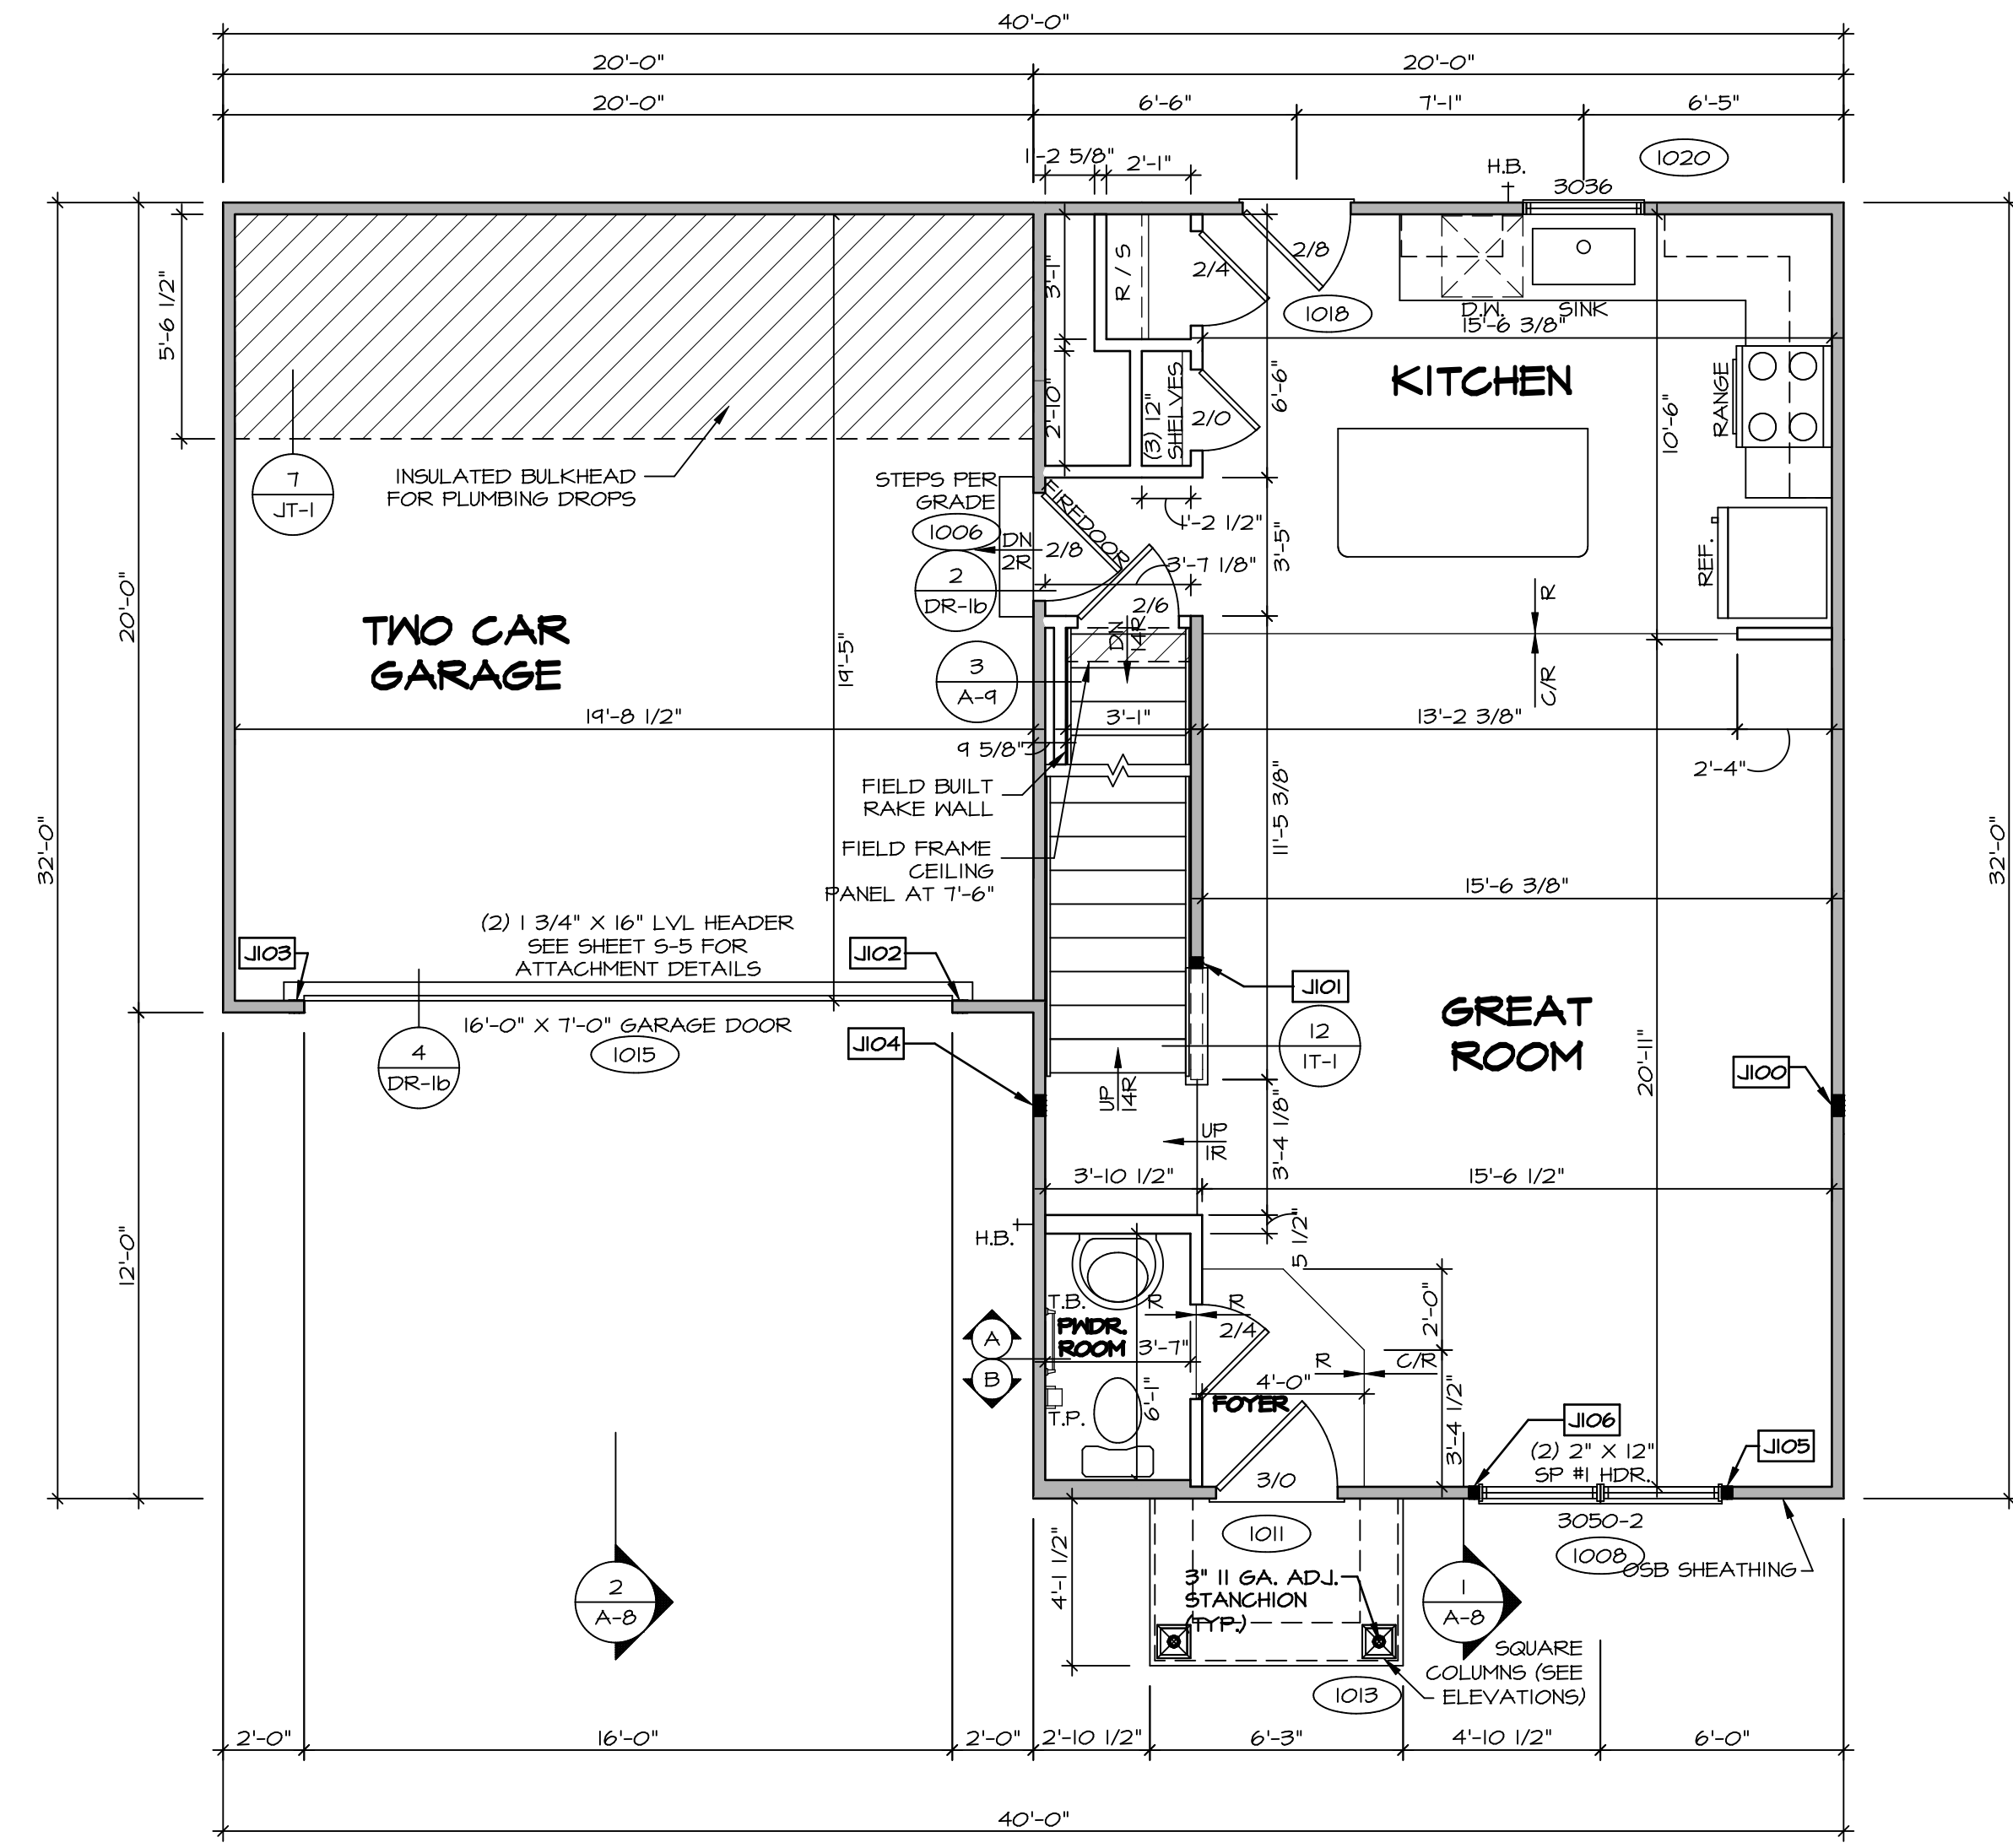 40'-0"
20'-0"
20'-0"
20'-0"
6'-6"
7'-1"
6'-5"
2'-1"
1020
H.B.
3036
R / S
2/4
2/8
1018
D.W.
SINK
15'-6 3/8"
3'-1"
5'-6 1/2"
KITCHEN
RANGE
6'-6"
10'-6"
2'-10"
(3) 12"
SHELVES
2/0
7
JT-1
INSULATED BULKHEAD
FOR PLUMBING DROPS
STEPS PER
GRADE
1006
FIREDOOR
DN
2R
2/8
1'-2 1/2"
3'-7 1/8"
3'-5"
REF.
2
DR-1b
2/6
R
C/R
20'-0"
TWO CAR
GARAGE
19'-5"
3
A-9
DN
14R
19'-8 1/2"
3'-1"
13'-2 3/8"
9 5/8"
2'-4"
FIELD BUILT
RAKE WALL
11'-5 3/8"
32'-0"
32'-0"
FIELD FRAME
CEILING
PANEL AT 7'-6"
15'-6 3/8"
(2) 1 3/4" X 16" LVL HEADER
SEE SHEET S-5 FOR
ATTACHMENT DETAILS
J103
J102
J101
16'-0" X 7'-0" GARAGE DOOR
1015
4
DR-1b
J104
12
IT-1
GREAT
ROOM
20'-11"
J100
UP
14R
UP
1R
3'-4 1/8"
3'-10 1/2"
15'-6 1/2"
12'-0"
H.B.
5 1/2"
T.B.
R
R
2/4
PWDR.
ROOM
3'-7"
2'-0"
A
B
R
C/R
4'-0"
FOYER
T.P.
6'-1"
3'-4 1/2"
J106
(2) 2" X 12"
SP #1 HDR.
J105
3/0
1011
3050-2
1008
OSB SHEATHING
4'-1 1/2"
3" 11 GA. ADJ.
STANCHION
(TYP.)
2
A-8
1
A-8
SQUARE
COLUMNS (SEE
ELEVATIONS)
1013
2'-0"
16'-0"
2'-0"
2'-10 1/2"
6'-3"
4'-10 1/2"
6'-0"
40'-0"